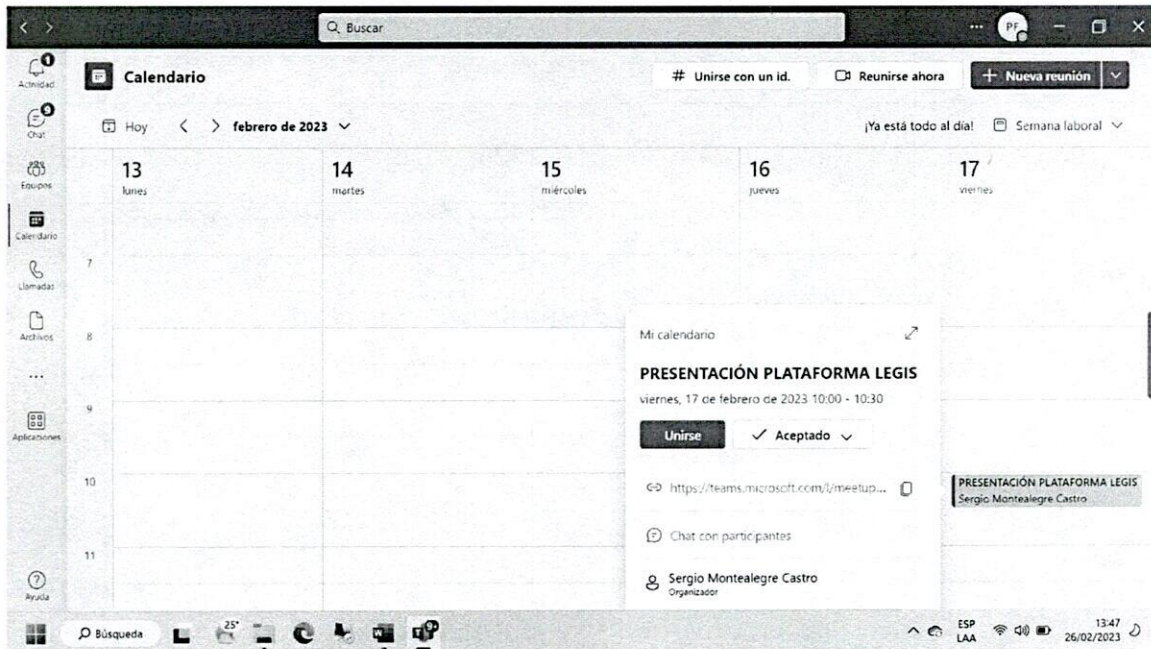 Buscar
...
PF
1
Actividad
Calendario
# Unirse con un id.
Reunirse ahora
+ Nueva reunión
9
Chat
Hoy
febrero de 2023
¡Ya está todo al día!
Semana laboral
Equipos
13
lunes
14
martes
15
miércoles
16
jueves
17
viernes
Calendario
Llamadas
7
Archivos
8
...
9
Aplicaciones
10
11
Ayuda
Mi calendario
PRESENTACIÓN PLATAFORMA LEGIS
viernes, 17 de febrero de 2023 10:00 - 10:30
Unirse
Aceptado
https://teams.microsoft.com/l/meetup...
Chat con participantes
Sergio Montealegre Castro
Organizador
PRESENTACIÓN PLATAFORMA LEGIS
Sergio Montealegre Castro
Búsqueda
25°
ESP
LAA
13:47
26/02/2023